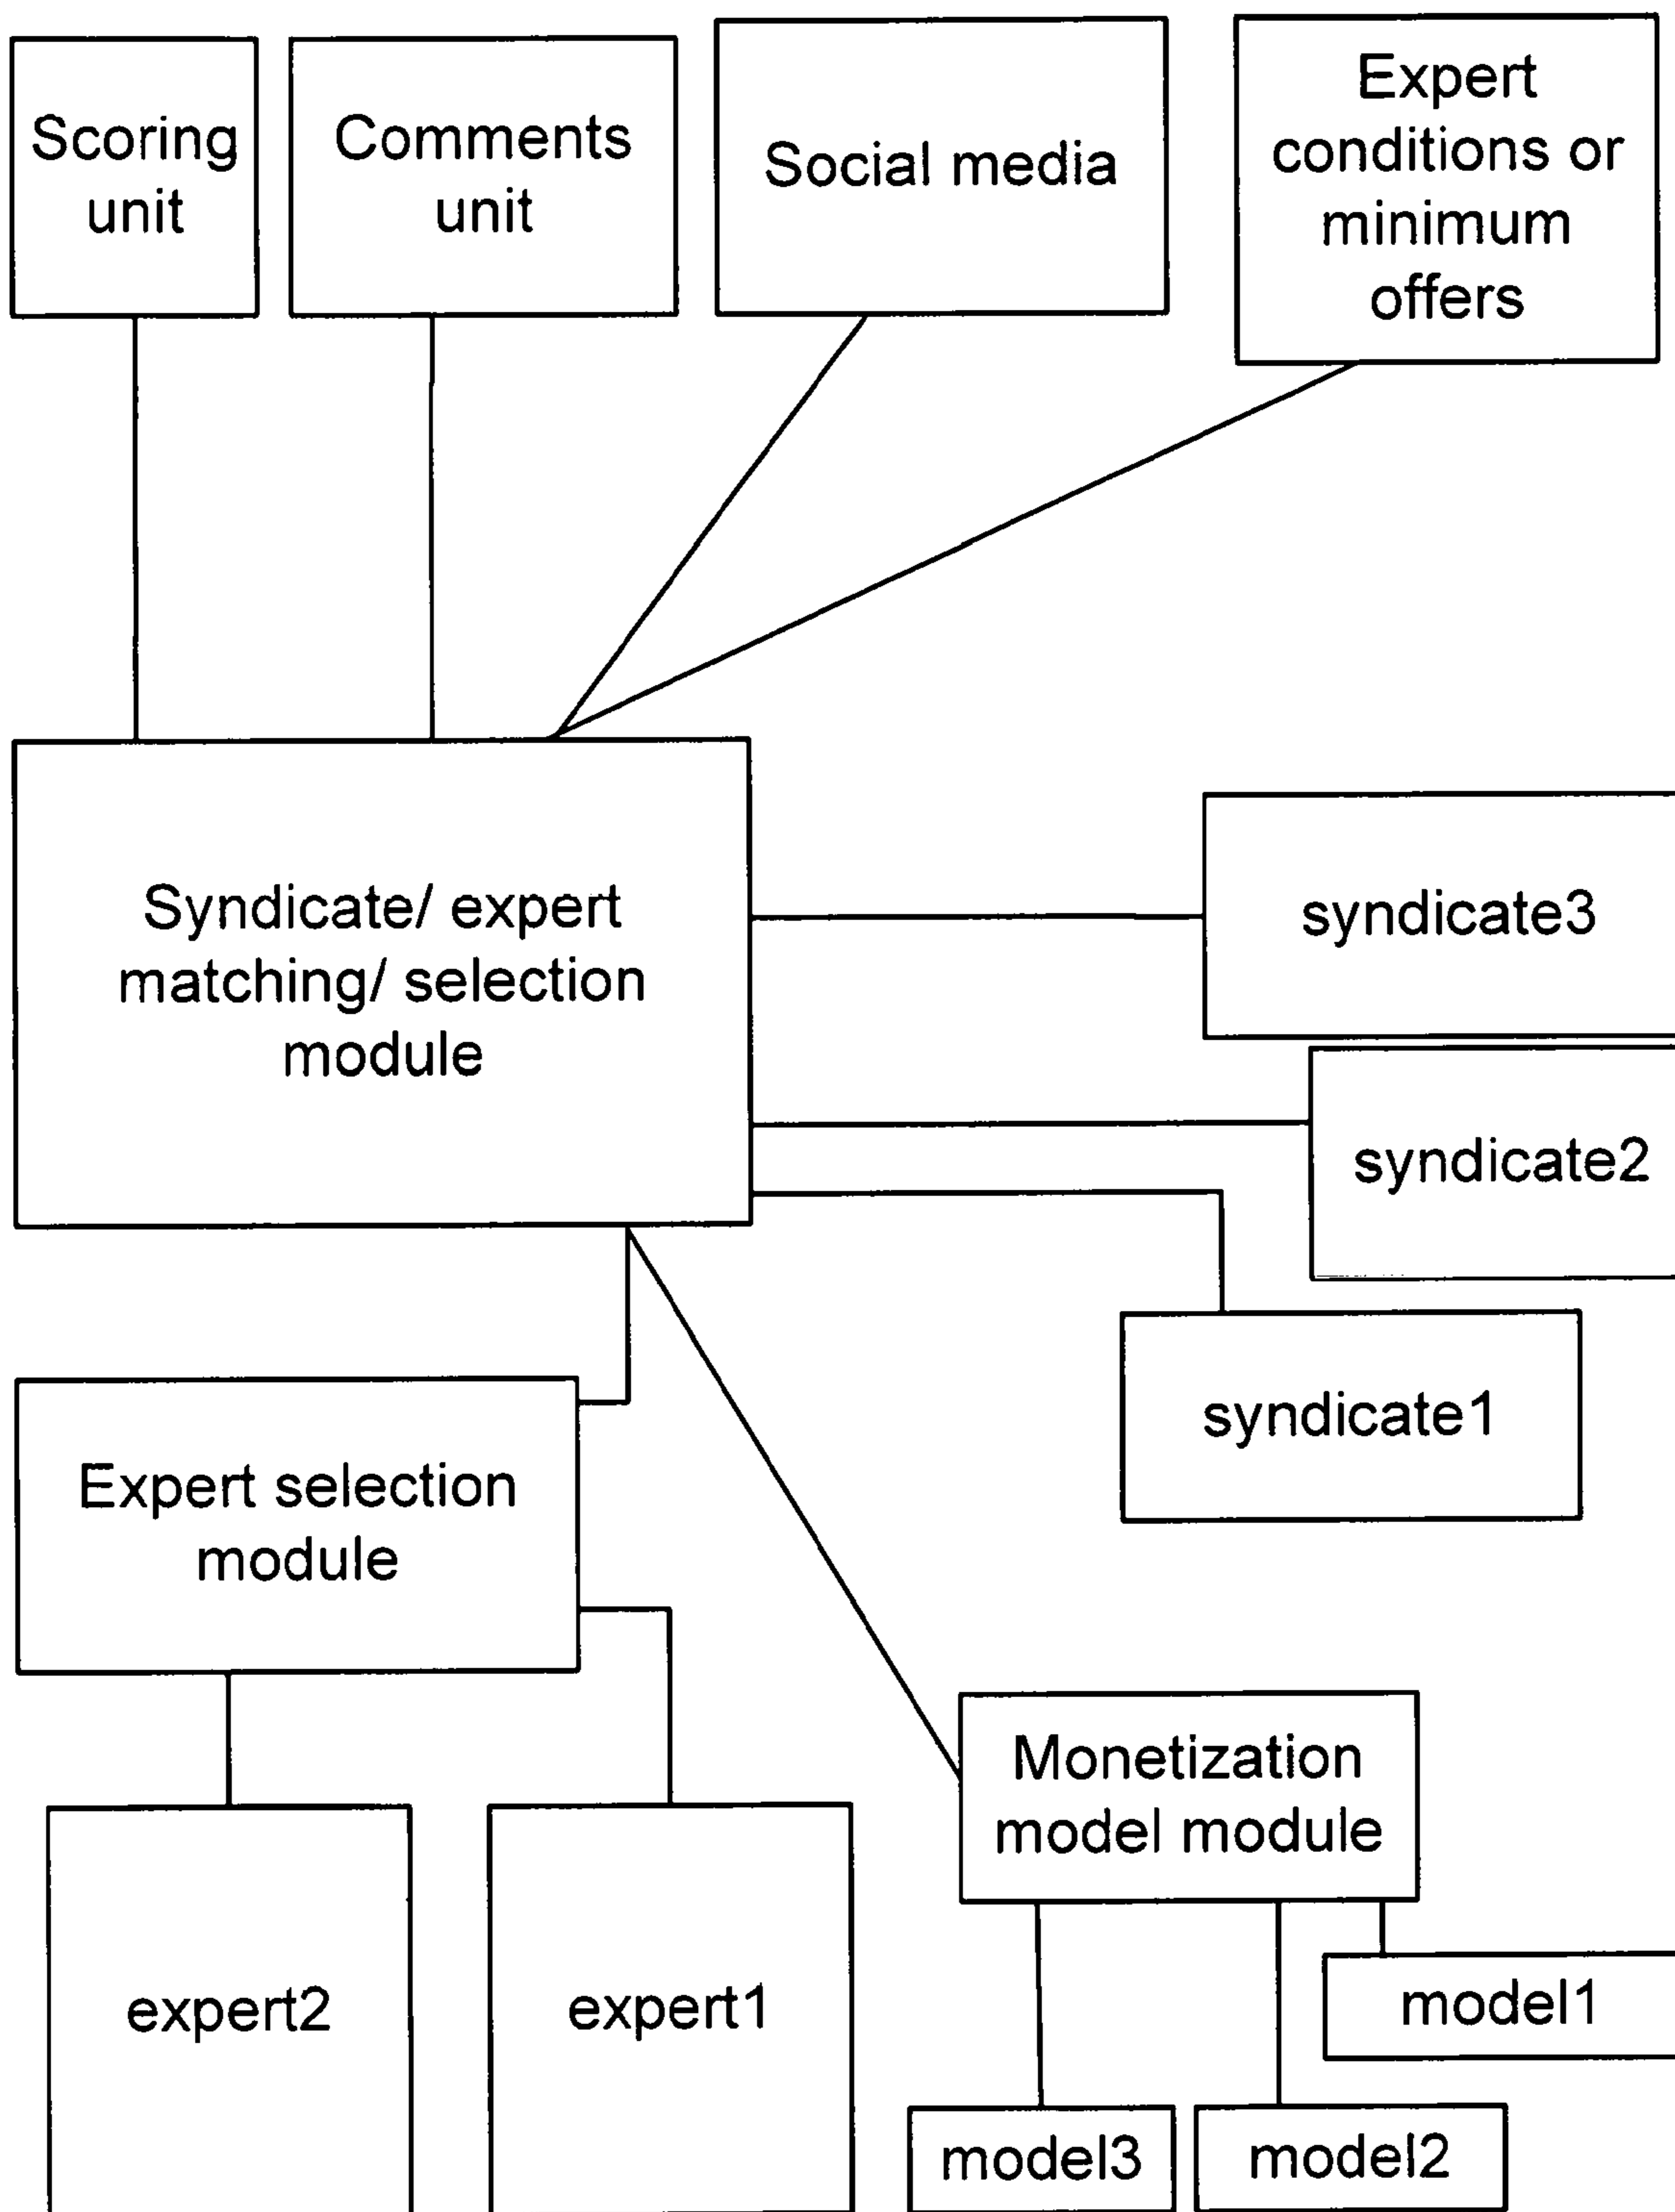 Scoring
unit
Comments
unit
Social media
Expert
conditions or
minimum
offers
Syndicate/ expert
matching/ selection
module
syndicate3
syndicate2
syndicate1
Expert selection
module
Monetization
model module
expert2
expert1
model1
model3
model2